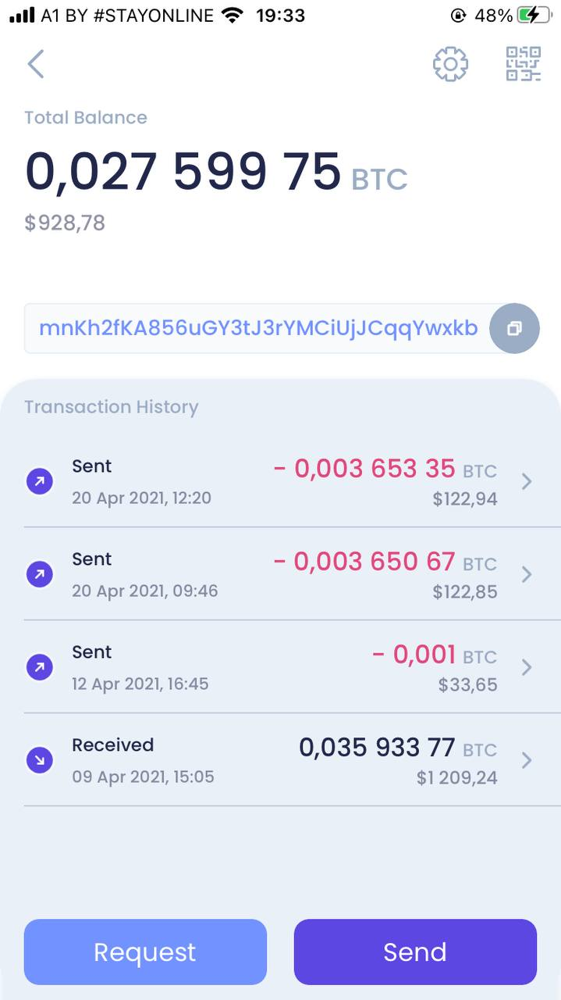 A1 BY #STAYONLINE 19:33 48%
Total Balance
0,027 599 75 BTC
$928,78
mnKh2fKA856uGY3tJ3rYMCiUjJCqqYwxkb
Transaction History
Sent - 0,003 653 35 BTC
20 Apr 2021, 12:20 $122,94
Sent - 0,003 650 67 BTC
20 Apr 2021, 09:46 $122,85
Sent - 0,001 BTC
12 Apr 2021, 16:45 $33,65
Received 0,035 933 77 BTC
09 Apr 2021, 15:05 $1 209,24
Request Send